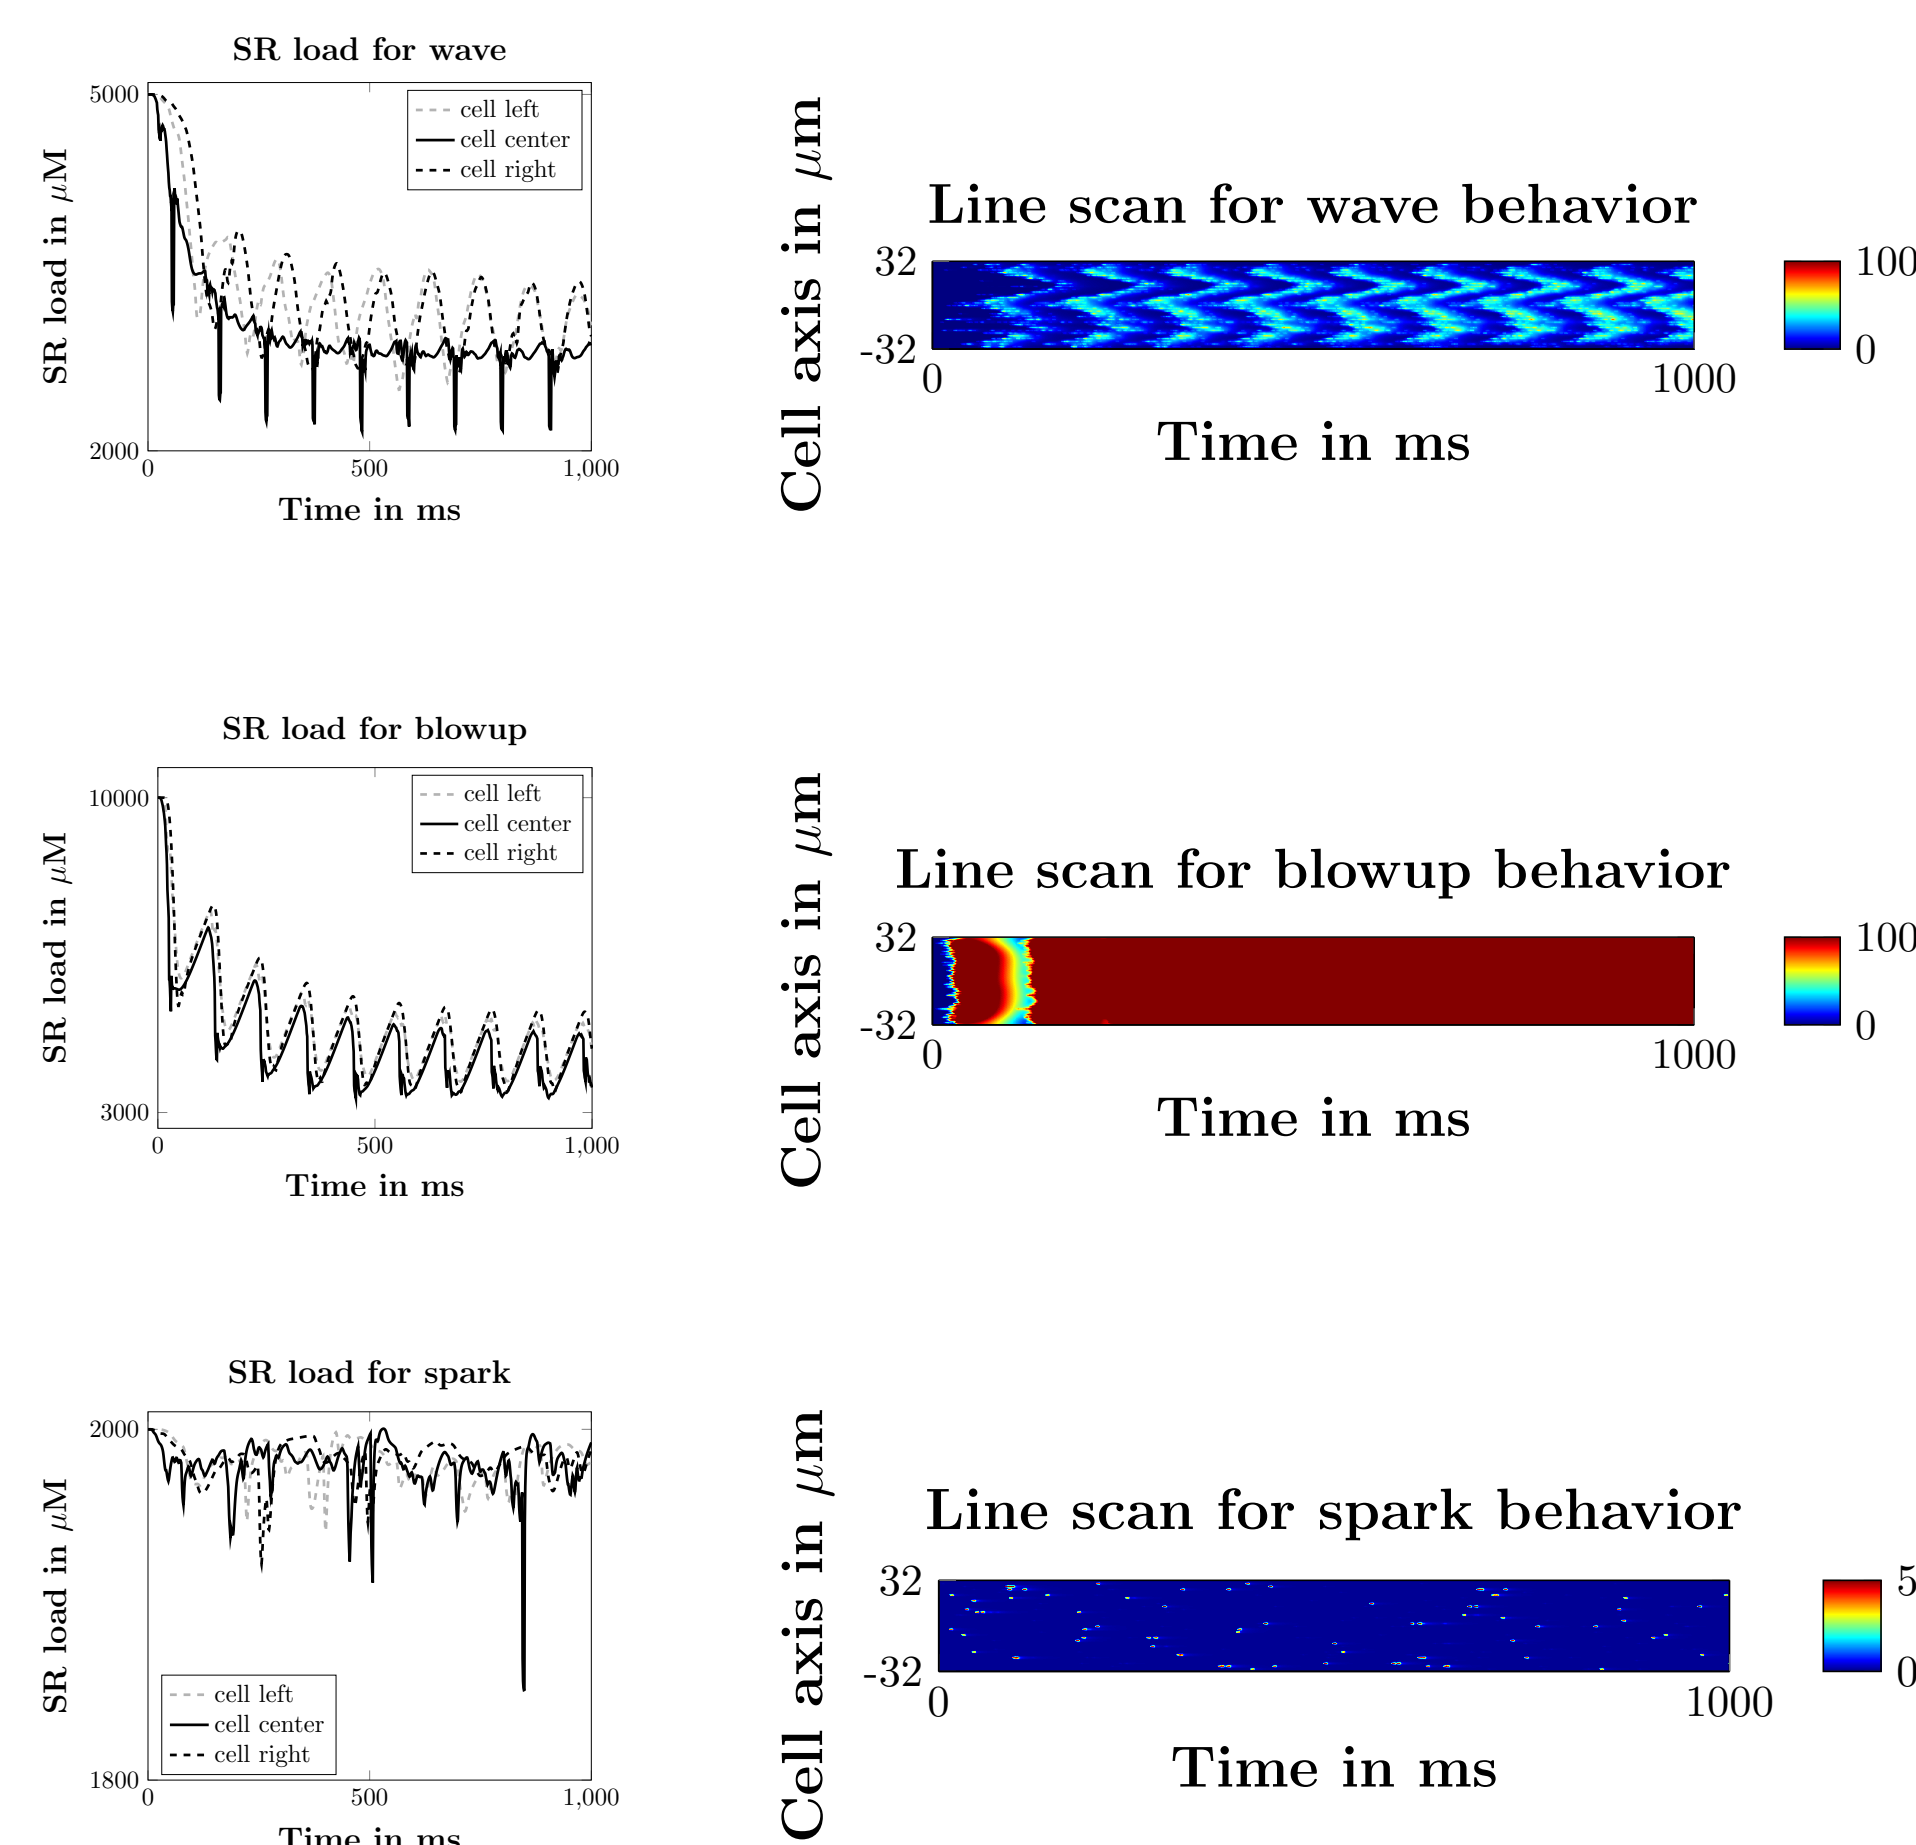 SR load for wave
5000
cell left
cell center
cell right
SR load in μM
2000
0
500
1,000
Time in ms
Line scan for wave behavior
Cell axis in μm
32
-32
0
1000
100
0
Time in ms
SR load for blowup
10000
cell left
cell center
cell right
SR load in μM
3000
0
500
1,000
Time in ms
Line scan for blowup behavior
Cell axis in μm
32
-32
0
1000
100
0
Time in ms
SR load for spark
2000
SR load in μM
cell left
cell center
cell right
1800
0
500
1,000
Time in ms
Line scan for spark behavior
Cell axis in μm
32
-32
0
1000
5
0
Time in ms